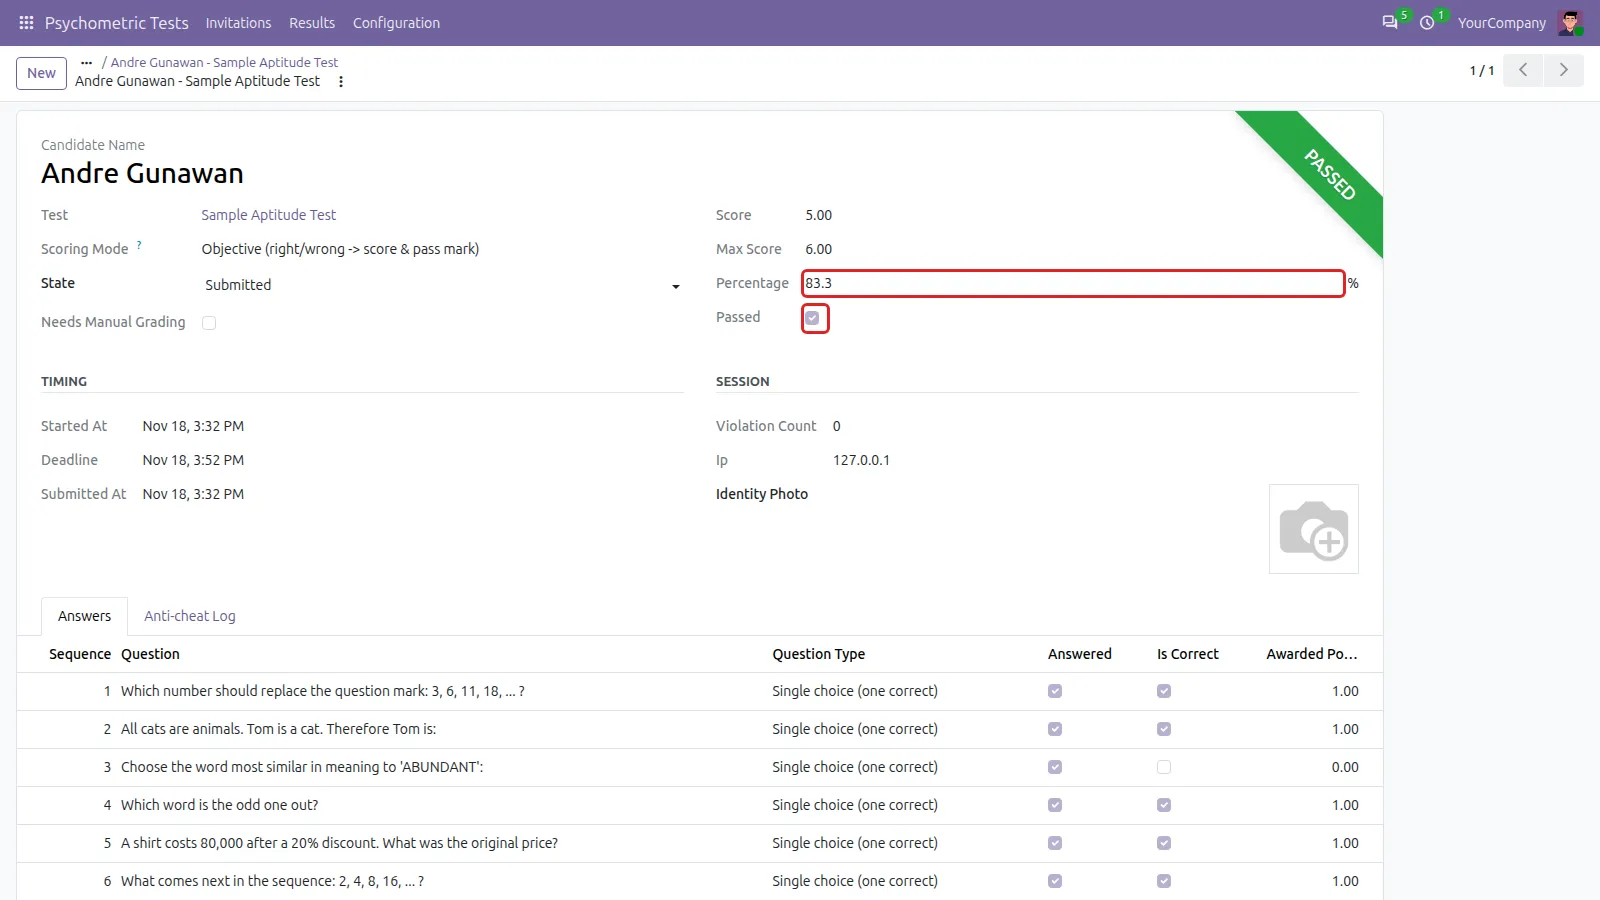 Psychometric Tests Invitations Results Configuration 5 1 YourCompany
New ... / Andre Gunawan - Sample Aptitude Test
Andre Gunawan - Sample Aptitude Test
1 / 1
PASSED
Candidate Name
Andre Gunawan
Test Sample Aptitude Test
Scoring Mode ? Objective (right/wrong -> score & pass mark)
State Submitted
Needs Manual Grading
Score 5.00
Max Score 6.00
Percentage 83.3 %
Passed
TIMING
Started At Nov 18, 3:32 PM
Deadline Nov 18, 3:52 PM
Submitted At Nov 18, 3:32 PM
SESSION
Violation Count 0
Ip 127.0.0.1
Identity Photo
Answers Anti-cheat Log
Sequence Question Question Type Answered Is Correct Awarded Po...
1 Which number should replace the question mark: 3, 6, 11, 18, ... ? Single choice (one correct) 1.00
2 All cats are animals. Tom is a cat. Therefore Tom is: Single choice (one correct) 1.00
3 Choose the word most similar in meaning to 'ABUNDANT': Single choice (one correct) 0.00
4 Which word is the odd one out? Single choice (one correct) 1.00
5 A shirt costs 80,000 after a 20% discount. What was the original price? Single choice (one correct) 1.00
6 What comes next in the sequence: 2, 4, 8, 16, ... ? Single choice (one correct) 1.00